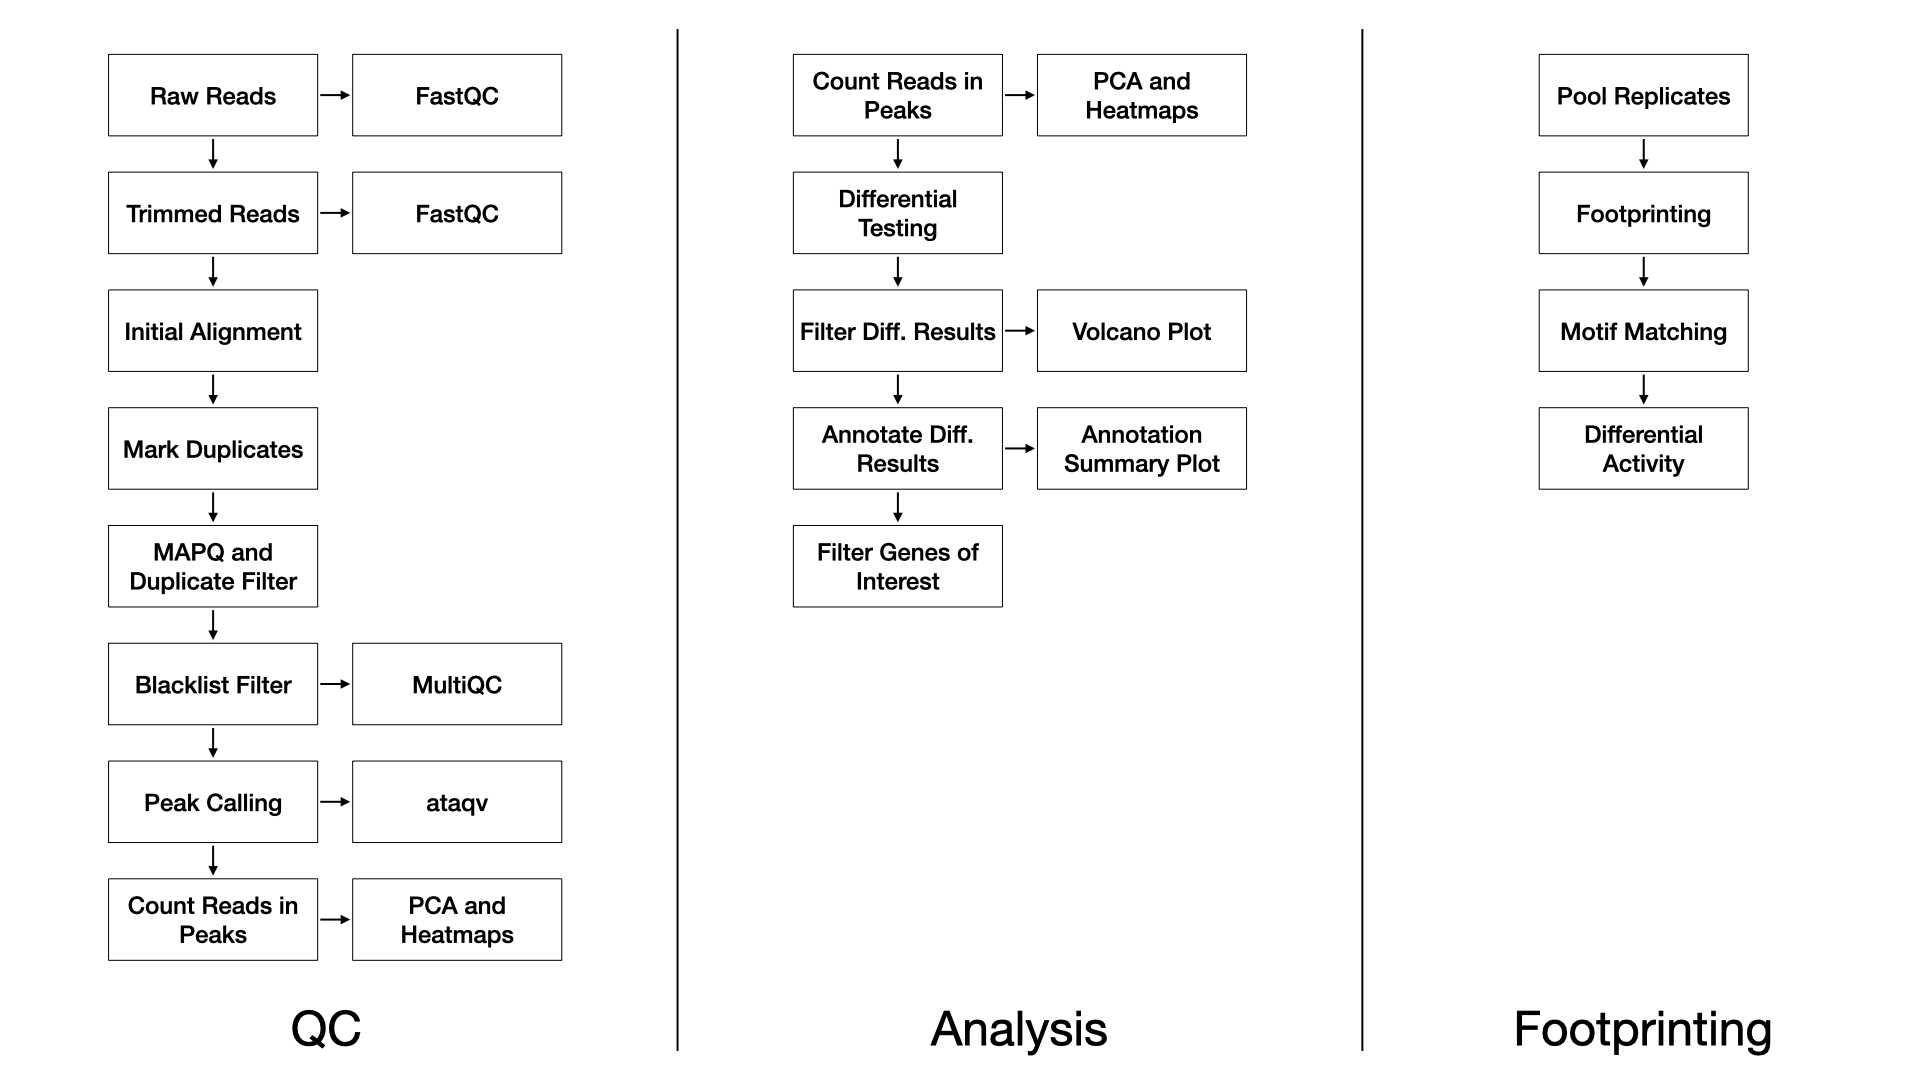 Raw Reads
FastQC
Trimmed Reads
FastQC
Initial Alignment
Mark Duplicates
MAPQ and
Duplicate Filter
Blacklist Filter
MultiQC
Peak Calling
ataqv
Count Reads in
Peaks
PCA and
Heatmaps
QC
Count Reads in
Peaks
PCA and
Heatmaps
Differential
Testing
Filter Diff. Results
Volcano Plot
Annotate Diff.
Results
Annotation
Summary Plot
Filter Genes of
Interest
Analysis
Pool Replicates
Footprinting
Motif Matching
Differential
Activity
Footprinting